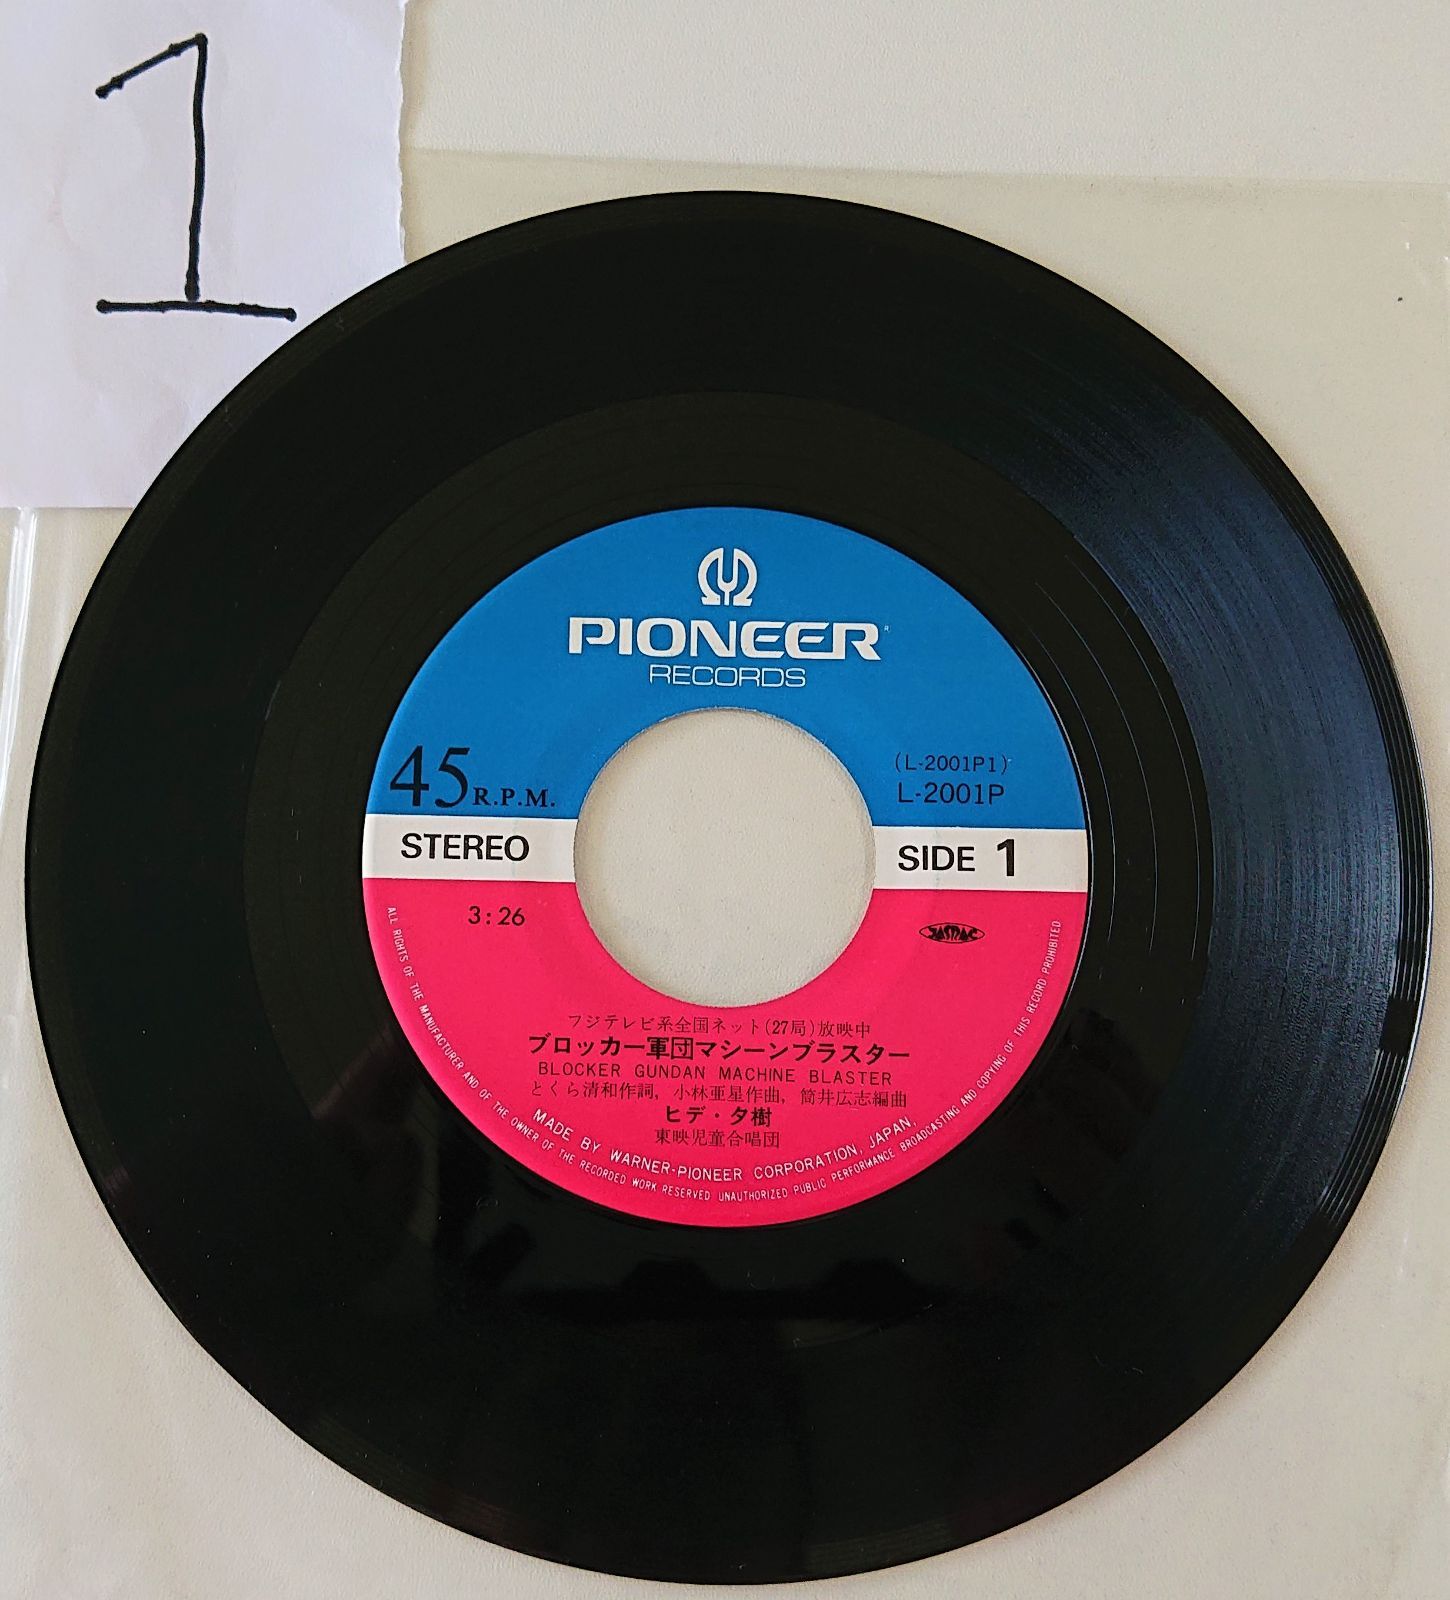 1
PIONEER R
RECORDS
45 R.P.M.
(L-2001P1)
L-2001P
STEREO
SIDE 1
3:26
JASRAC
フジテレビ系全国ネット(27局)放映中
ブロッカー軍団マシーンブラスター
BLOCKER GUNDAN MACHINE BLASTER
とくら清和作詞, 小林亜星作曲, 筒井広志編曲
ヒデ・夕樹
東映児童合唱団
MADE BY WARNER-PIONEER CORPORATION, JAPAN,
ALL RIGHTS OF THE MANUFACTURER AND OF THE OWNER OF THE RECORDED WORK RESERVED UNAUTHORIZED PUBLIC PERFORMANCE BROADCASTING AND COPYING OF THIS RECORD PROHIBITED